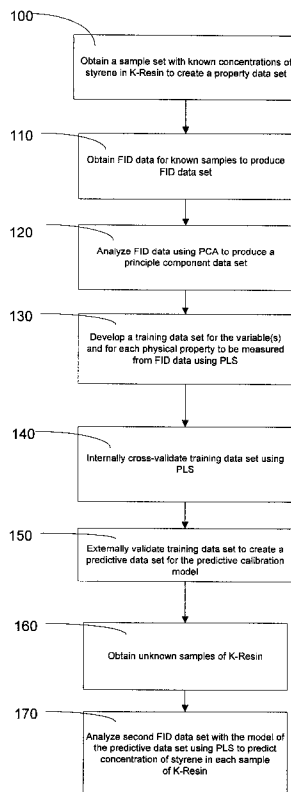 100
Obtain a sample set with known concentrations of
styrene in K-Resin to create a property data set
110
Obtain FID data for known samples to produce
FID data set
120
Analyze FID data using PCA to produce a
principle component data set
130
Develop a training data set for the variable(s)
and for each physical property to be measured
from FID data using PLS
140
Internally cross-validate training data set using
PLS
150
Externally validate training data set to create a
predictive data set for the predictive calibration
model
160
Obtain unknown samples of K-Resin
170
Analyze second FID data set with the model of
the predictive data set using PLS to predict
concentration of styrene in each sample
of K-Resin